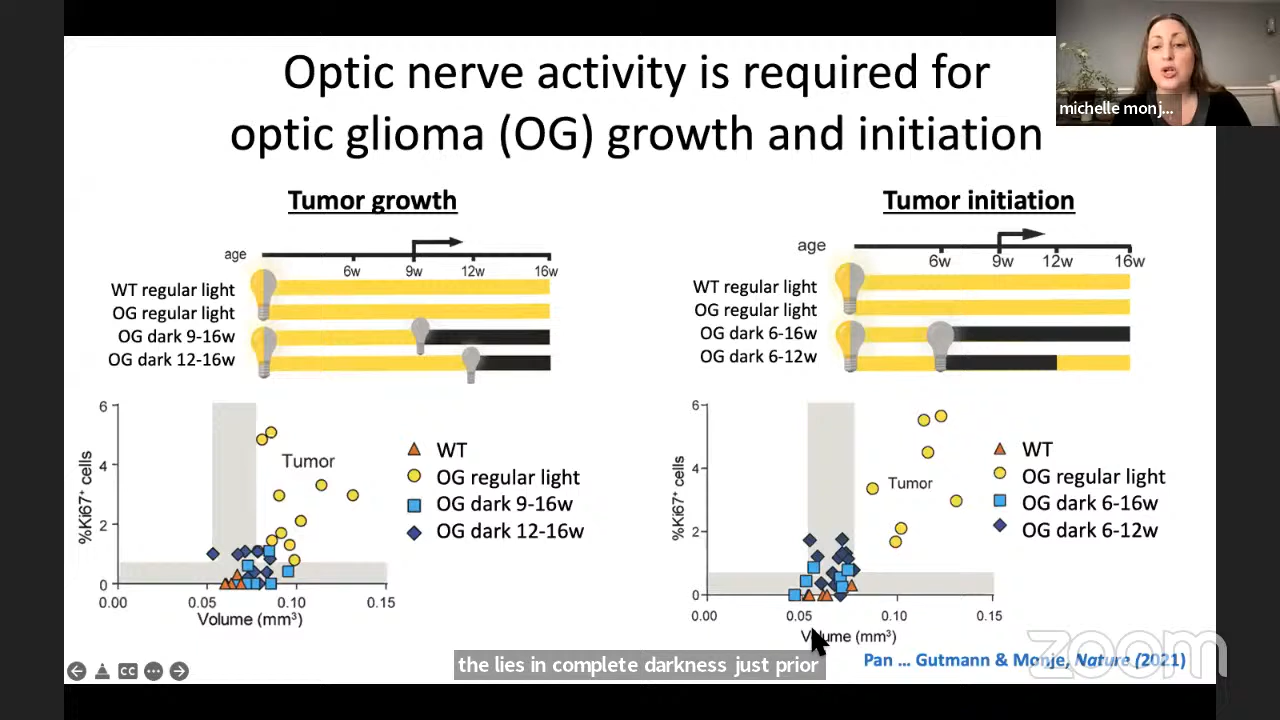 Optic nerve activity is required for
optic glioma (OG) growth and initiation
michelle monj...
Tumor growth
age
6w 9w 12w 16w
WT regular light
OG regular light
OG dark 9-16w
OG dark 12-16w
6
4
2
0
%Ki67+ cells
Tumor
0.00 0.05 0.10 0.15
Volume (mm³)
WT
OG regular light
OG dark 9-16w
OG dark 12-16w
Tumor initiation
age
6w 9w 12w 16w
WT regular light
OG regular light
OG dark 6-16w
OG dark 6-12w
6
4
2
0
%Ki67+ cells
Tumor
0.00 0.05 0.10 0.15
Volume (mm³)
WT
OG regular light
OG dark 6-16w
OG dark 6-12w
Pan ... Gutmann & Monje, Nature (2021)
zoom
CC
the lies in complete darkness just prior